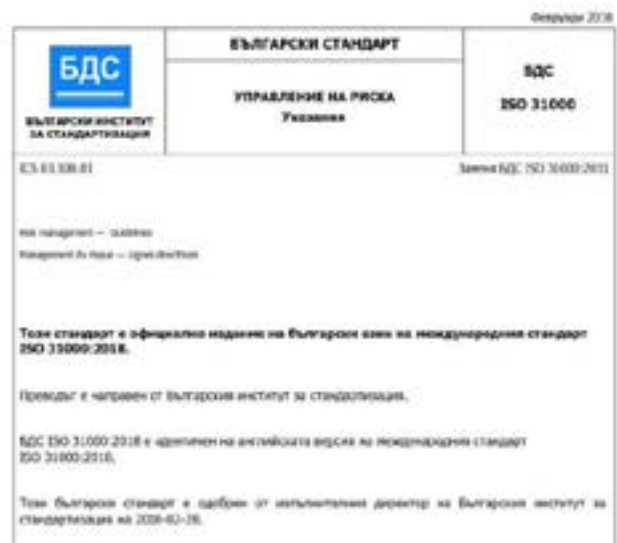 Февруари 2018
БДС
БЪЛГАРСКИ ИНСТИТУТ
ЗА СТАНДАРТИЗАЦИЯ
БЪЛГАРСКИ СТАНДАРТ
УПРАВЛЕНИЕ НА РИСКА
Указания
БДС
ISO 31000
Заменя БДС ISO 31000:2011
Risk management — Guidelines
Management du risque — Lignes directrices
Този стандарт е официално издание на български език на международния стандарт
ISO 31000:2018.
Преводът е направен от Българския институт за стандартизация.
БДС ISO 31000:2018 е идентичен на английската версия на международния стандарт
ISO 31000:2018.
Този български стандарт е одобрен от изпълнителния директор на Българския институт за
стандартизация на